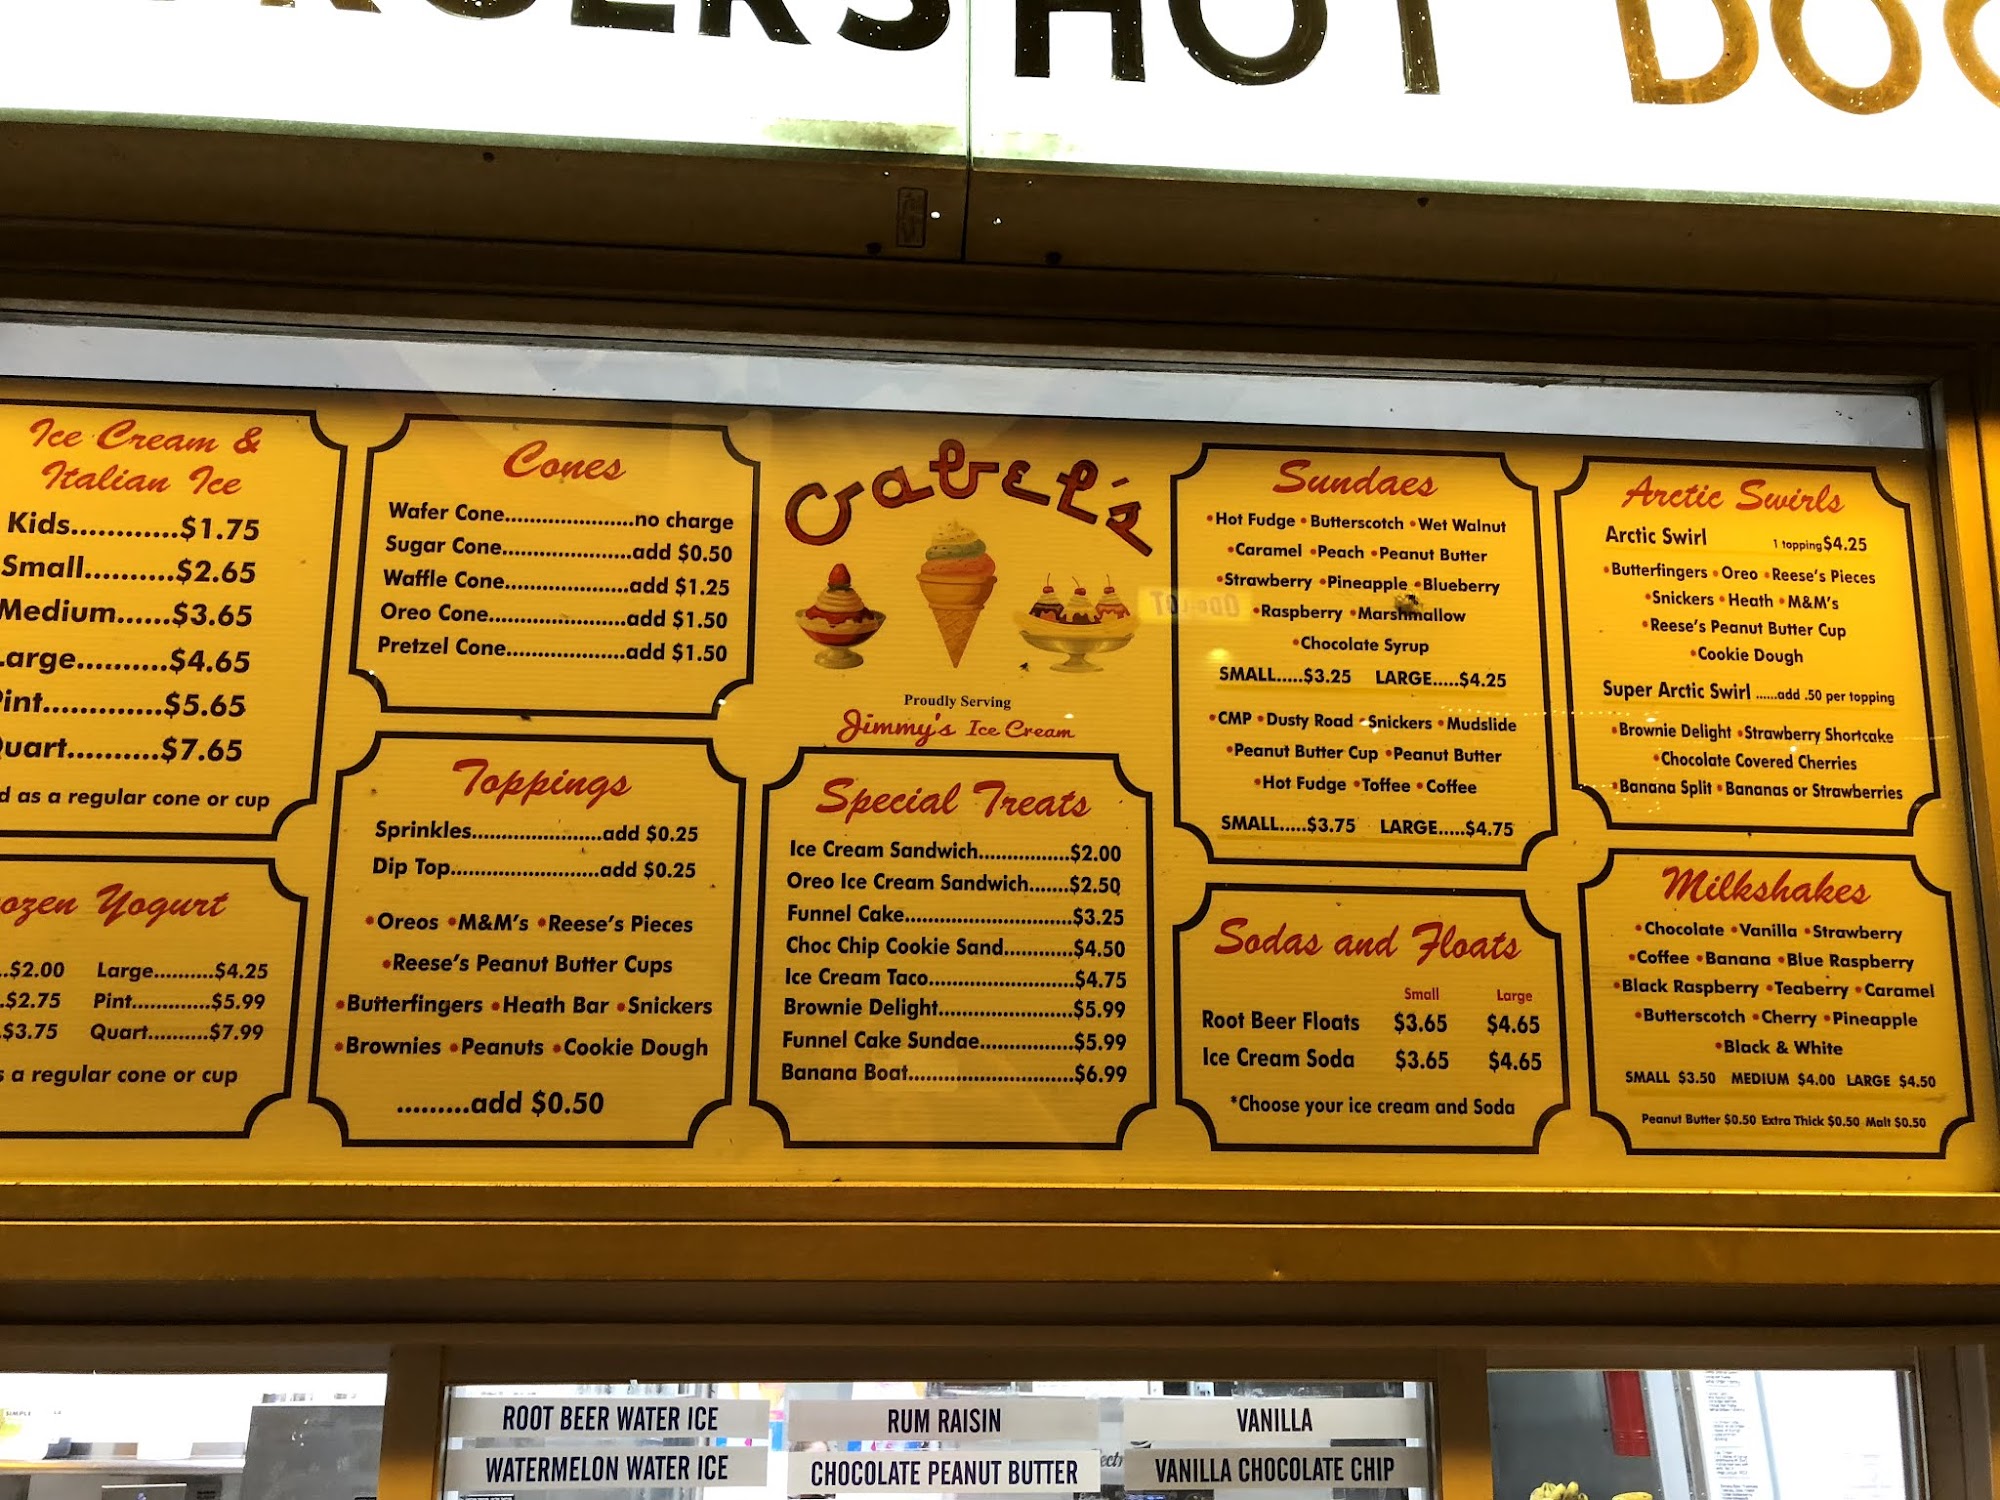 HOT
Ice Cream &
Italian Ice
Kids............$1.75
Small..........$2.65
Medium......$3.65
Large..........$4.65
Pint.............$5.65
Quart..........$7.65
as a regular cone or cup
Frozen Yogurt
$2.00 Large..........$4.25
$2.75 Pint.............$5.99
$3.75 Quart..........$7.99
a regular cone or cup
Cones
Wafer Cone......................no charge
Sugar Cone......................add $0.50
Waffle Cone.....................add $1.25
Oreo Cone.......................add $1.50
Pretzel Cone....................add $1.50
Toppings
Sprinkles......................add $0.25
Dip Top.........................add $0.25
•Oreos •M&M's •Reese's Pieces
•Reese's Peanut Butter Cups
•Butterfingers •Heath Bar •Snickers
•Brownies •Peanuts •Cookie Dough
.........add $0.50
Crabel's
Proudly Serving
Jimmy's Ice Cream
Special Treats
Ice Cream Sandwich................$2.00
Oreo Ice Cream Sandwich.......$2.50
Funnel Cake.............................$3.25
Choc Chip Cookie Sand...........$4.50
Ice Cream Taco.........................$4.75
Brownie Delight.......................$5.99
Funnel Cake Sundae................$5.99
Banana Boat............................$6.99
Sundaes
•Hot Fudge •Butterscotch •Wet Walnut
•Caramel •Peach •Peanut Butter
•Strawberry •Pineapple •Blueberry
•Raspberry •Marshmallow
•Chocolate Syrup
SMALL.....$3.25 LARGE.....$4.25
•CMP •Dusty Road •Snickers •Mudslide
•Peanut Butter Cup •Peanut Butter
•Hot Fudge •Toffee •Coffee
SMALL.....$3.75 LARGE.....$4.75
Sodas and Floats
Small Large
Root Beer Floats $3.65 $4.65
Ice Cream Soda $3.65 $4.65
*Choose your ice cream and Soda
Arctic Swirls
Arctic Swirl 1 topping $4.25
•Butterfingers •Oreo •Reese's Pieces
•Snickers •Heath •M&M's
•Reese's Peanut Butter Cup
•Cookie Dough
Super Arctic Swirl ......add .50 per topping
•Brownie Delight •Strawberry Shortcake
•Chocolate Covered Cherries
•Banana Split •Bananas or Strawberries
Milkshakes
•Chocolate •Vanilla •Strawberry
•Coffee •Banana •Blue Raspberry
•Black Raspberry •Teaberry •Caramel
•Butterscotch •Cherry •Pineapple
•Black & White
SMALL $3.50 MEDIUM $4.00 LARGE $4.50
Peanut Butter $0.50 Extra Thick $0.50 Malt $0.50
ROOT BEER WATER ICE
WATERMELON WATER ICE
RUM RAISIN
CHOCOLATE PEANUT BUTTER
VANILLA
VANILLA CHOCOLATE CHIP